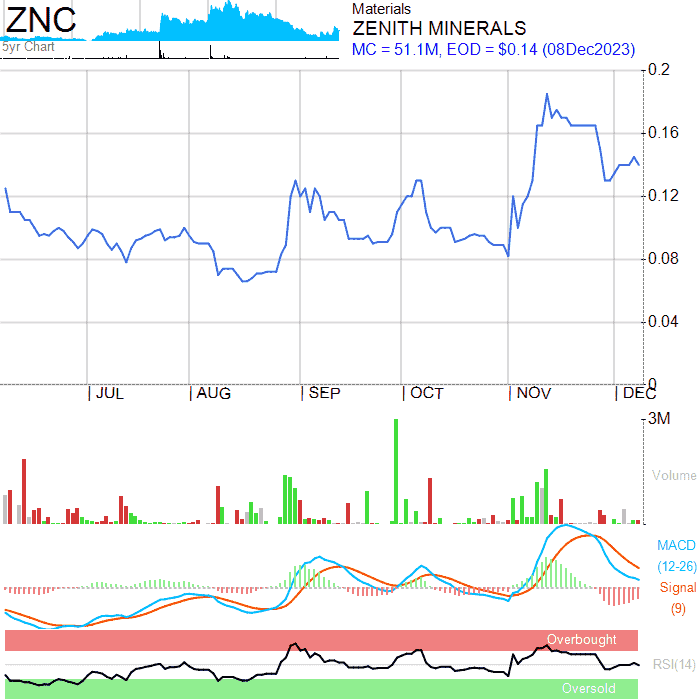 ZNC
5yr Chart
Materials
ZENITH MINERALS
MC = 51.1M, EOD = $0.14 (08Dec2023)
0.2
0.16
0.12
0.08
0.04
0
JUL AUG SEP OCT NOV DEC
3M
Volume
MACD
(12-26)
Signal
(9)
Overbought
RSI(14)
Oversold